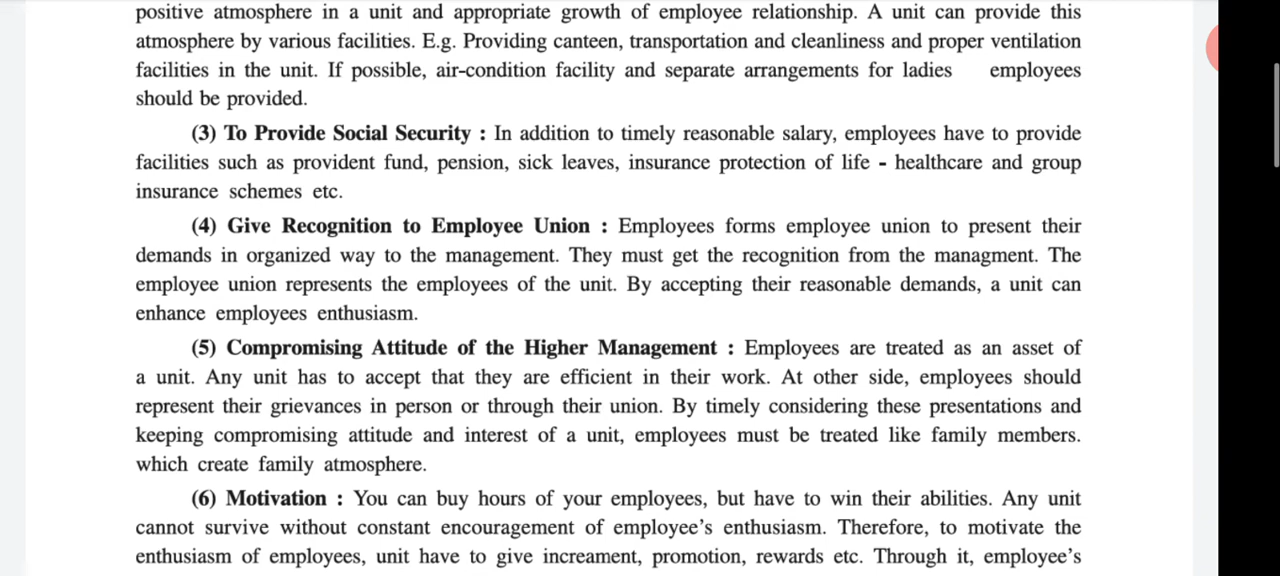 positive atmosphere in a unit and appropriate growth of employee relationship. A unit can provide this
atmosphere by various facilities. E.g. Providing canteen, transportation and cleanliness and proper ventilation
facilities in the unit. If possible, air-condition facility and separate arrangements for ladies employees
should be provided.
(3) To Provide Social Security : In addition to timely reasonable salary, employees have to provide
facilities such as provident fund, pension, sick leaves, insurance protection of life - healthcare and group
insurance schemes etc.
(4) Give Recognition to Employee Union : Employees forms employee union to present their
demands in organized way to the management. They must get the recognition from the managment. The
employee union represents the employees of the unit. By accepting their reasonable demands, a unit can
enhance employees enthusiasm.
(5) Compromising Attitude of the Higher Management : Employees are treated as an asset of
a unit. Any unit has to accept that they are efficient in their work. At other side, employees should
represent their grievances in person or through their union. By timely considering these presentations and
keeping compromising attitude and interest of a unit, employees must be treated like family members.
which create family atmosphere.
(6) Motivation : You can buy hours of your employees, but have to win their abilities. Any unit
cannot survive without constant encouragement of employee's enthusiasm. Therefore, to motivate the
enthusiasm of employees, unit have to give increament, promotion, rewards etc. Through it, employee's